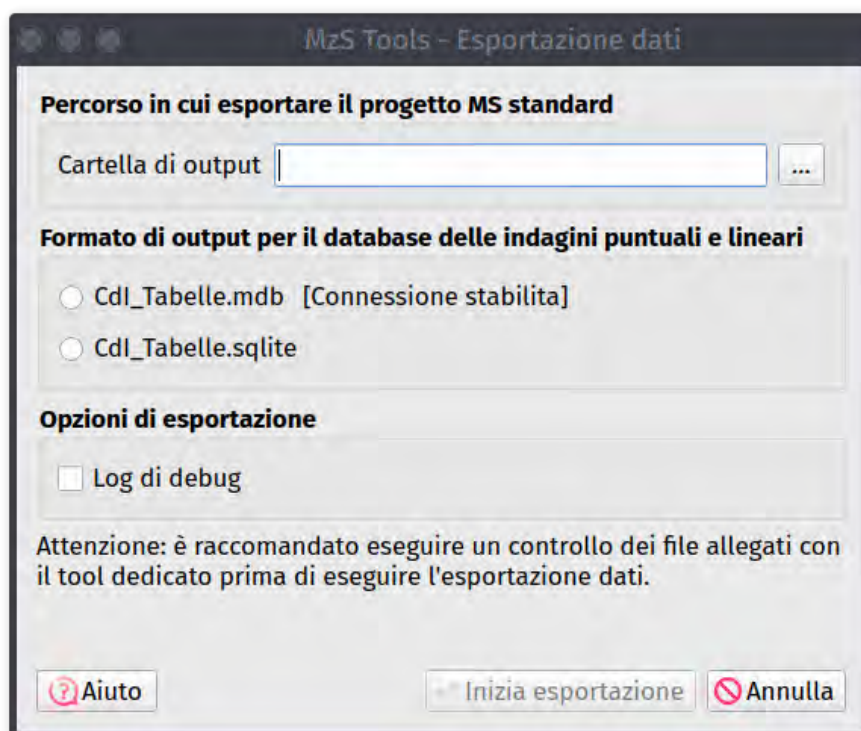 MzS Tools - Esportazione dati
Percorso in cui esportare il progetto MS standard
Cartella di output
...
Formato di output per il database delle indagini puntuali e lineari
CdI_Tabelle.mdb [Connessione stabilita]
CdI_Tabelle.sqlite
Opzioni di esportazione
Log di debug
Attenzione: è raccomandato eseguire un controllo dei file allegati con
il tool dedicato prima di eseguire l'esportazione dati.
Aiuto Inizia esportazione Annulla